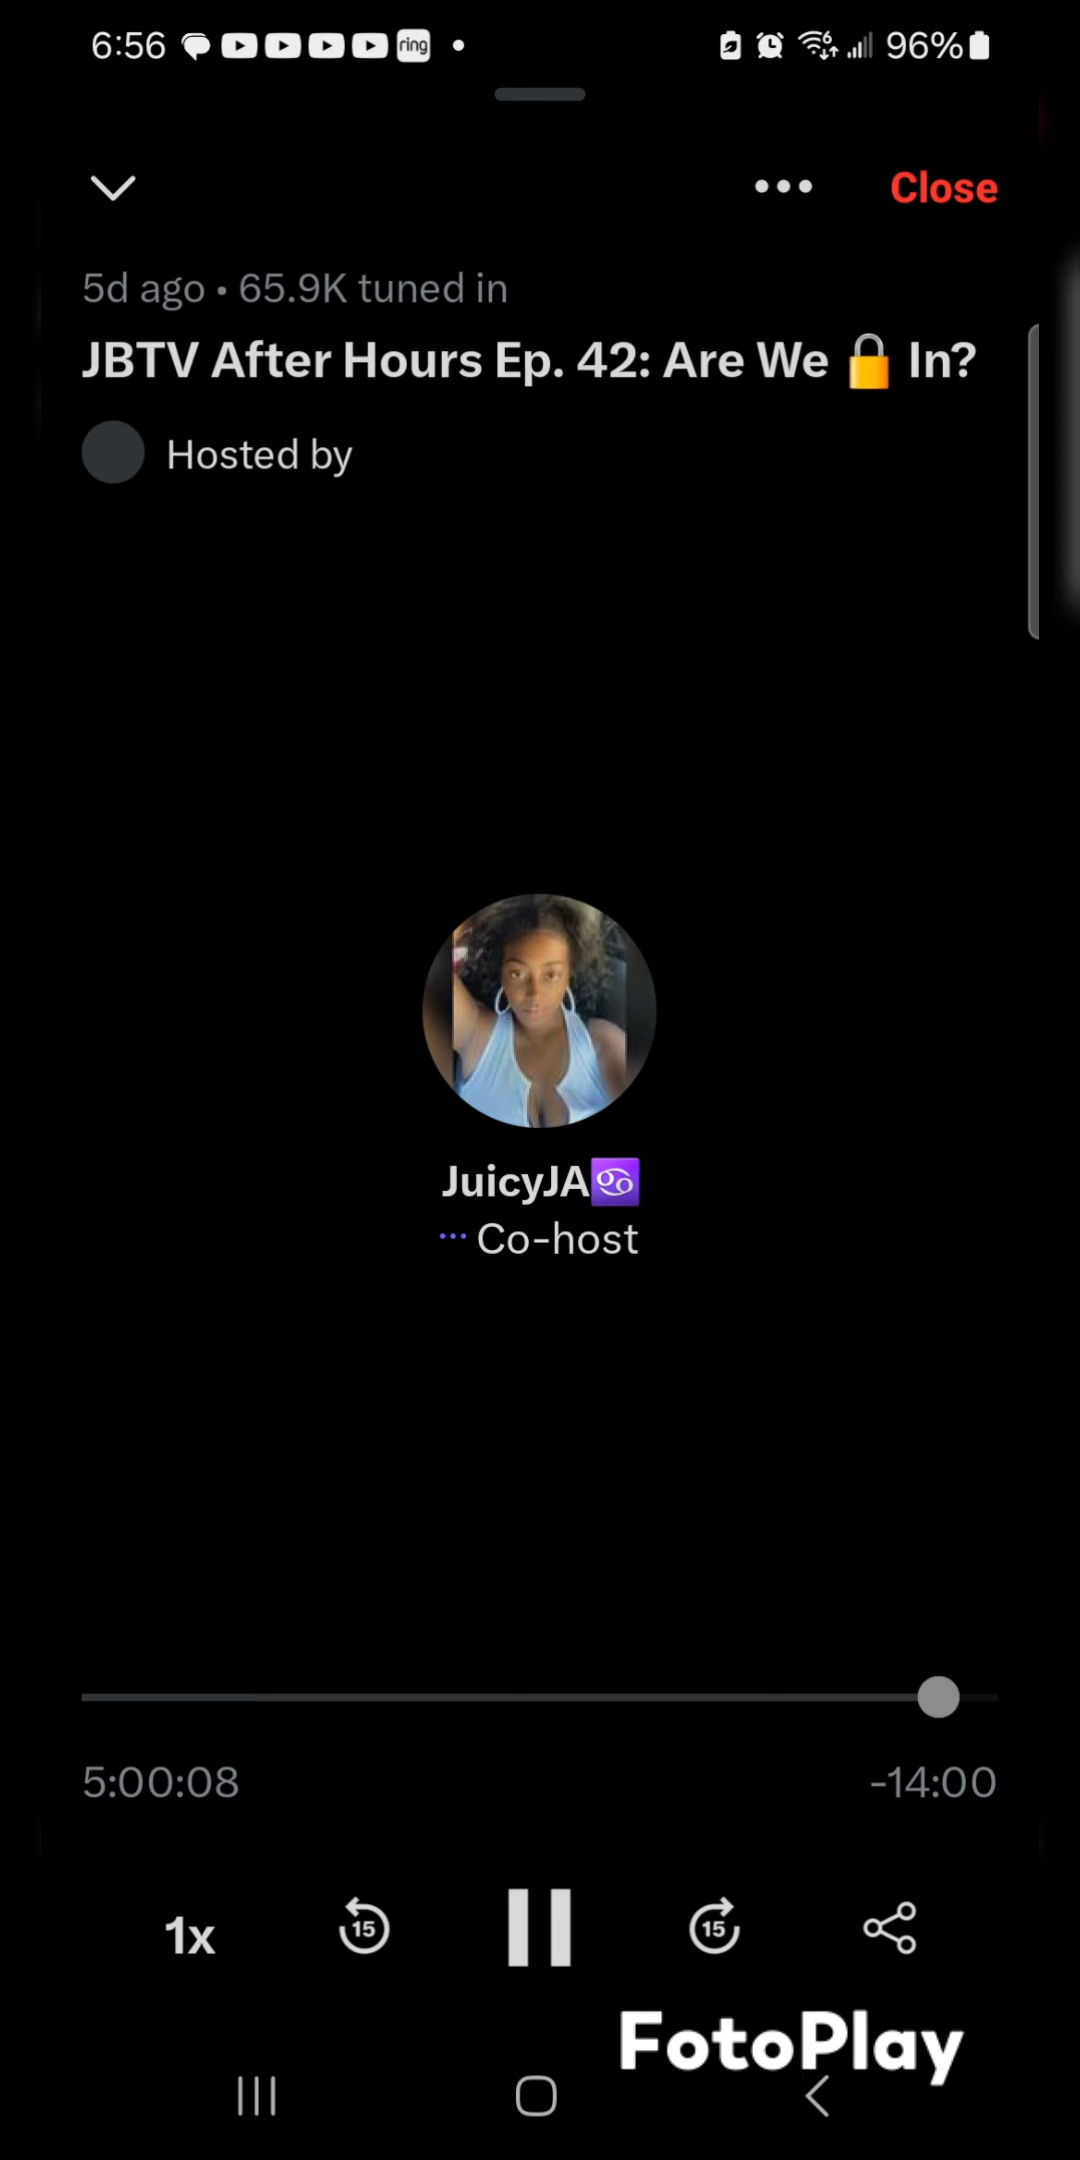 6:56 ring 96%
Close
5d ago • 65.9K tuned in
JBTV After Hours Ep. 42: Are We 🔒 In?
Hosted by
JuicyJA♋
··· Co-host
5:00:08 -14:00
1x 15 15
FotoPlay